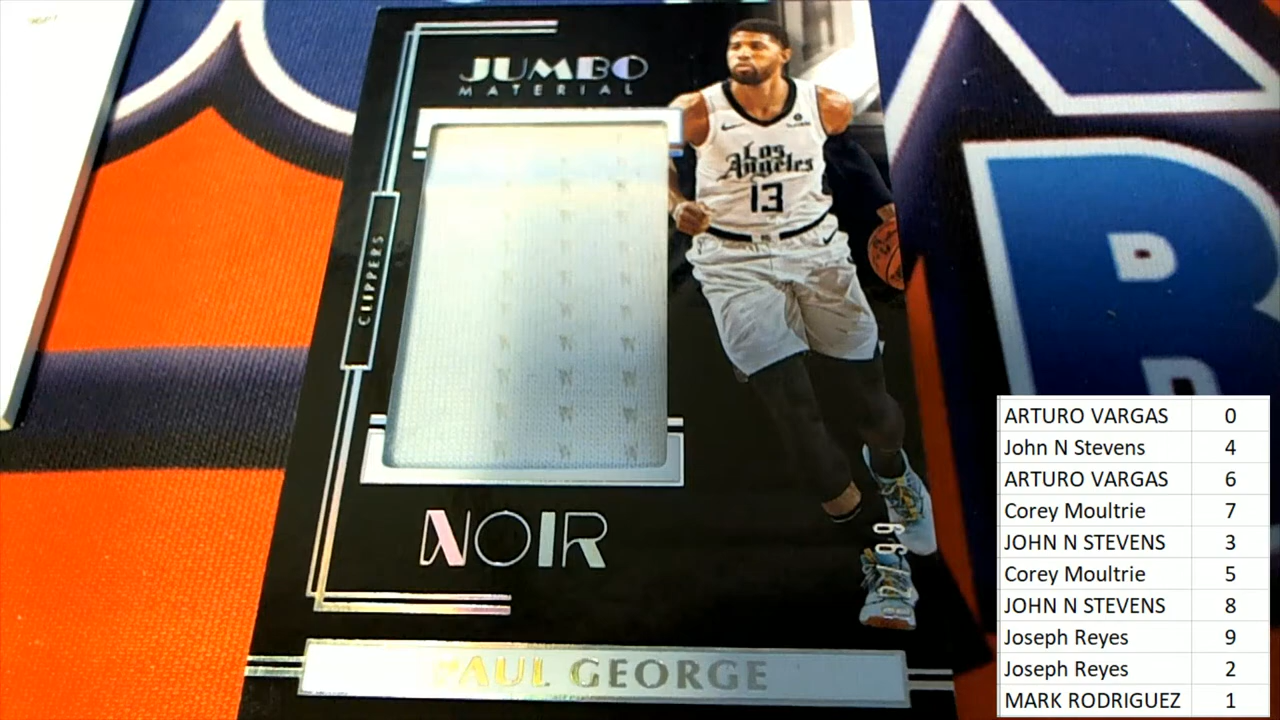 JUMBO
MATERIAL
CLIPPERS
Los
Angeles
13
NOIR
/99
PAUL GEORGE
B
ARTURO VARGAS 0
John N Stevens 4
ARTURO VARGAS 6
Corey Moultrie 7
JOHN N STEVENS 3
Corey Moultrie 5
JOHN N STEVENS 8
Joseph Reyes 9
Joseph Reyes 2
MARK RODRIGUEZ 1